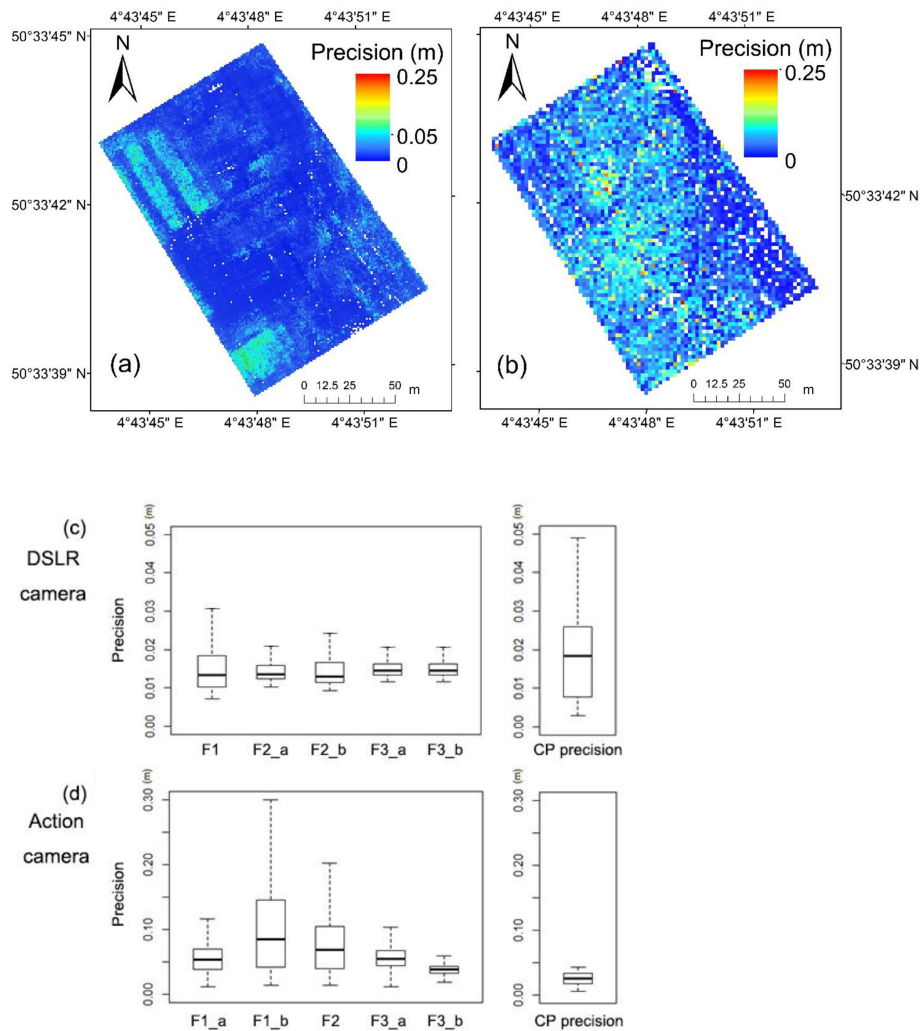 4°43'45" E 4°43'48" E 4°43'51" E
4°43'45" E 4°43'48" E 4°43'51" E
50°33'45" N
N
Precision (m)
0.25
0.05
0
N
Precision (m)
0.25
0
50°33'42" N
50°33'42" N
(a)
(b)
50°33'39" N
50°33'39" N
0 12.5 25 50
m
0 12.5 25 50
m
4°43'45" E 4°43'48" E 4°43'51" E
4°43'45" E 4°43'48" E 4°43'51" E
(c)
DSLR
camera
(m)
Precision
0.05
0.04
0.03
0.02
0.01
0.00
F1 F2_a F2_b F3_a F3_b
(m)
0.05
0.04
0.03
0.02
0.01
0.00
CP precision
(d)
Action
camera
(m)
Precision
0.30
0.20
0.10
0.00
F1_a F1_b F2 F3_a F3_b
(m)
0.30
0.20
0.10
0.00
CP precision